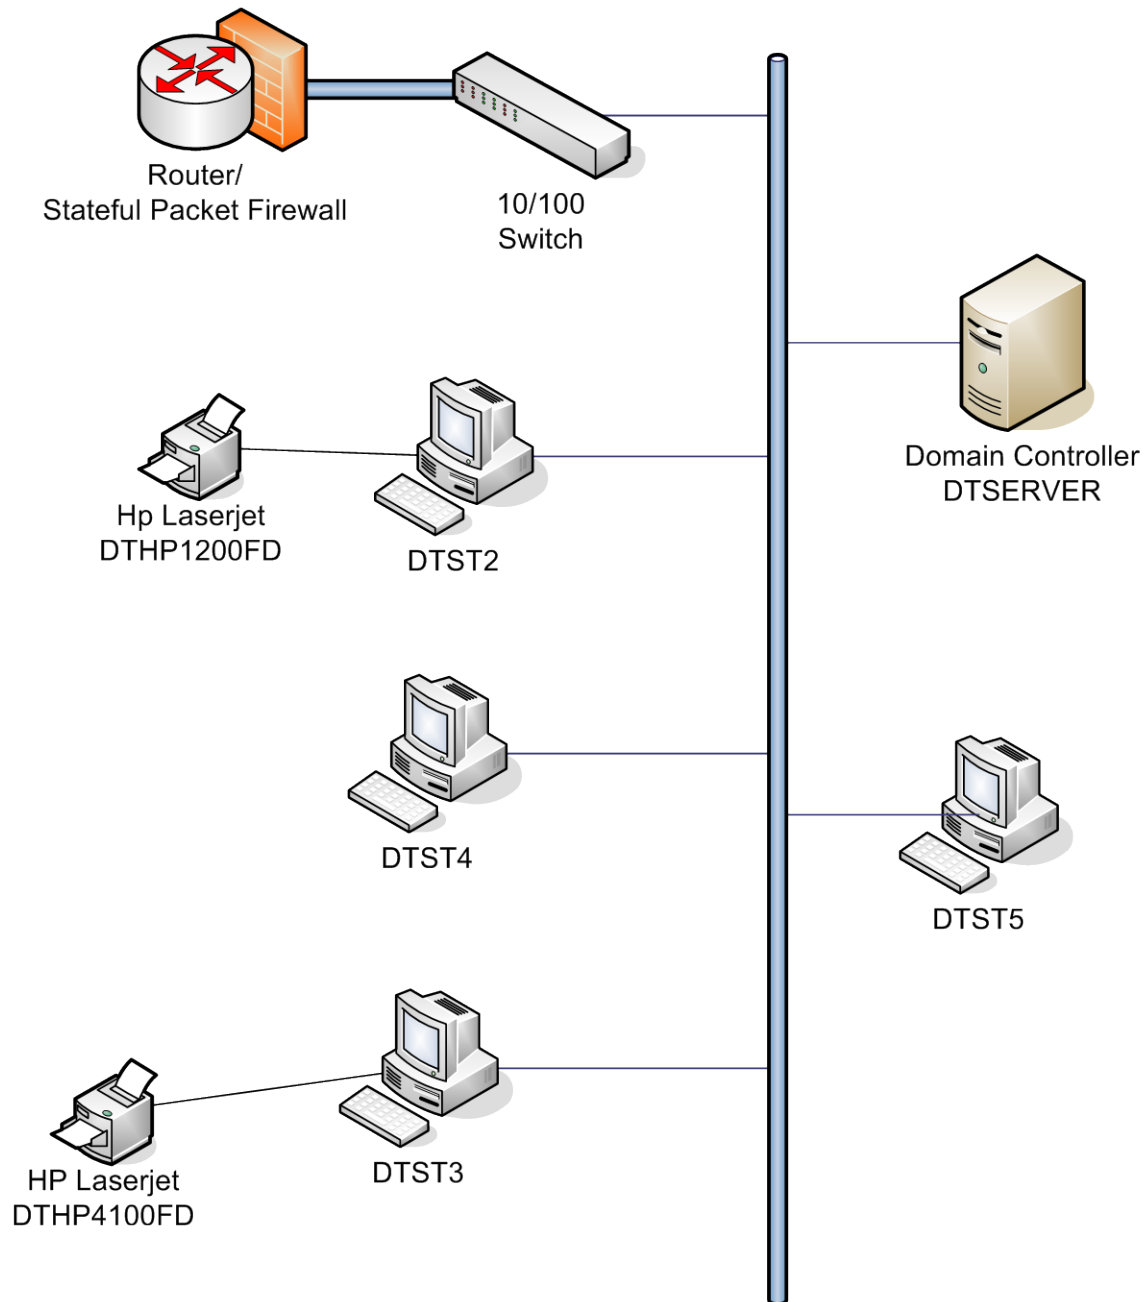 Router/
Stateful Packet Firewall
10/100
Switch
Domain Controller
DTSERVER
Hp Laserjet
DTHP1200FD
DTST2
DTST4
DTST5
DTST3
HP Laserjet
DTHP4100FD